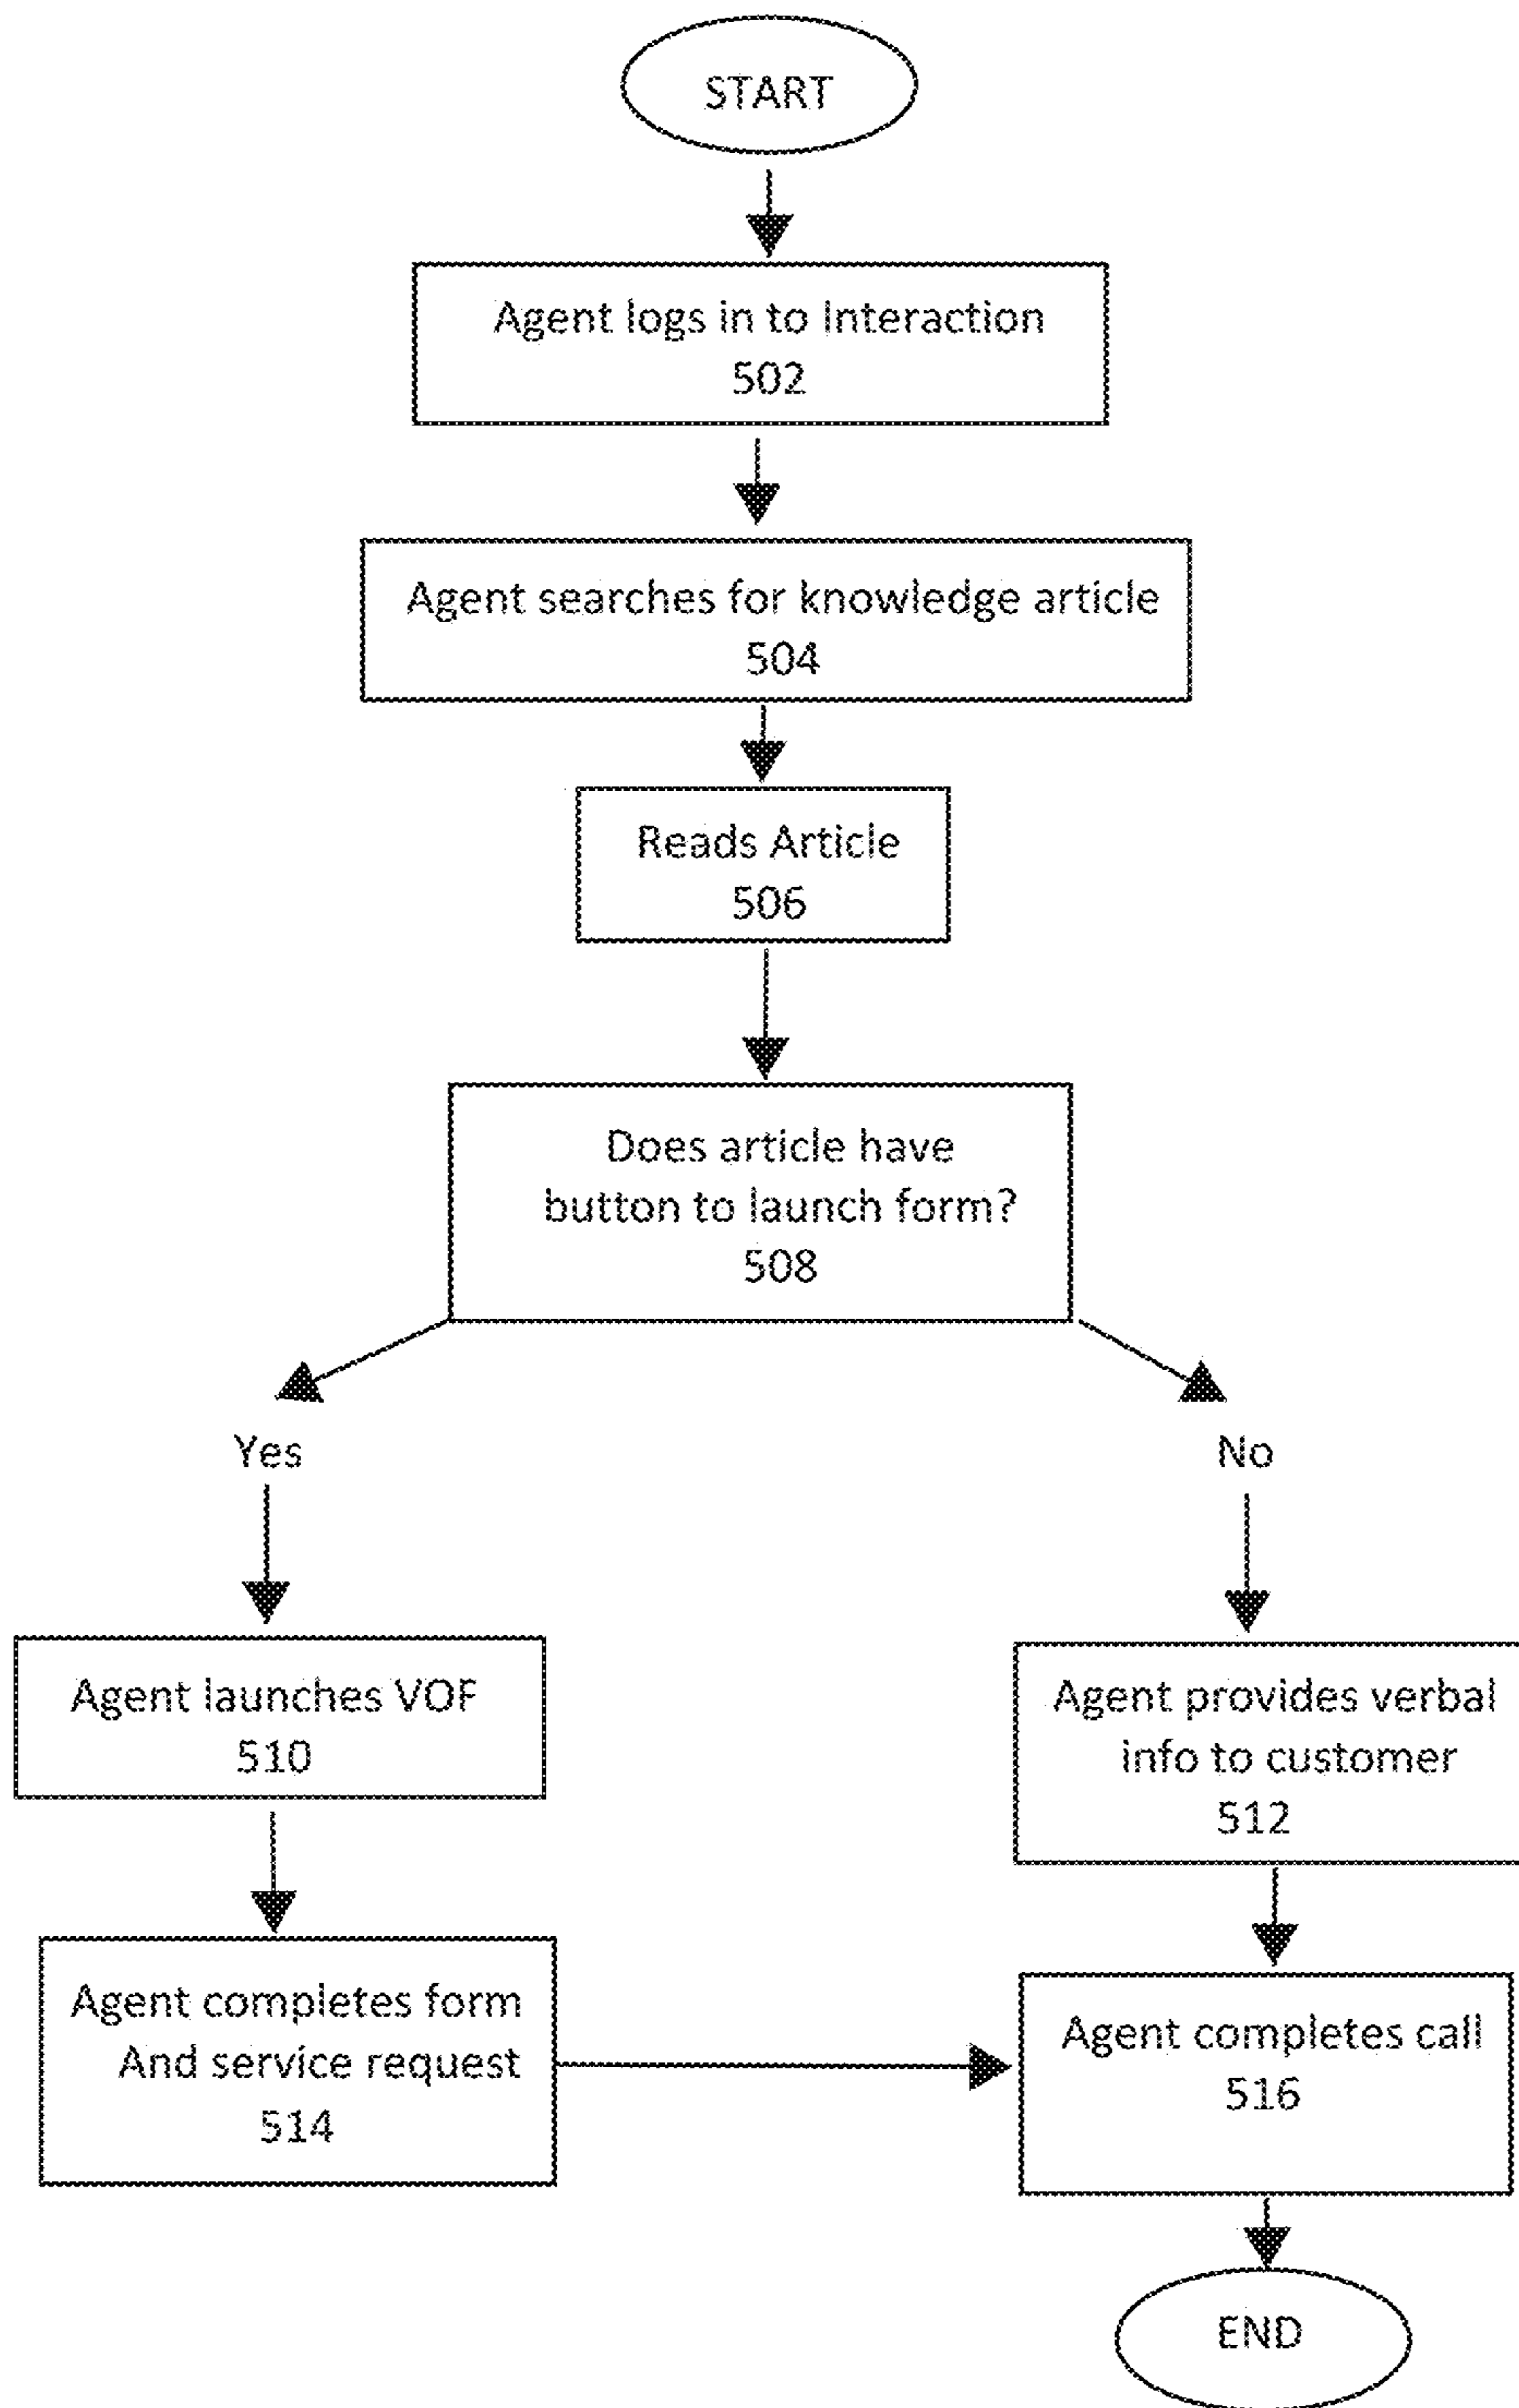 START
Agent logs in to Interaction
502
Agent searches for knowledge article
504
Reads Article
506
Does article have
button to launch form?
508
Yes
No
Agent launches VOF
510
Agent provides verbal
info to customer
512
Agent completes form
And service request
514
Agent completes call
516
END